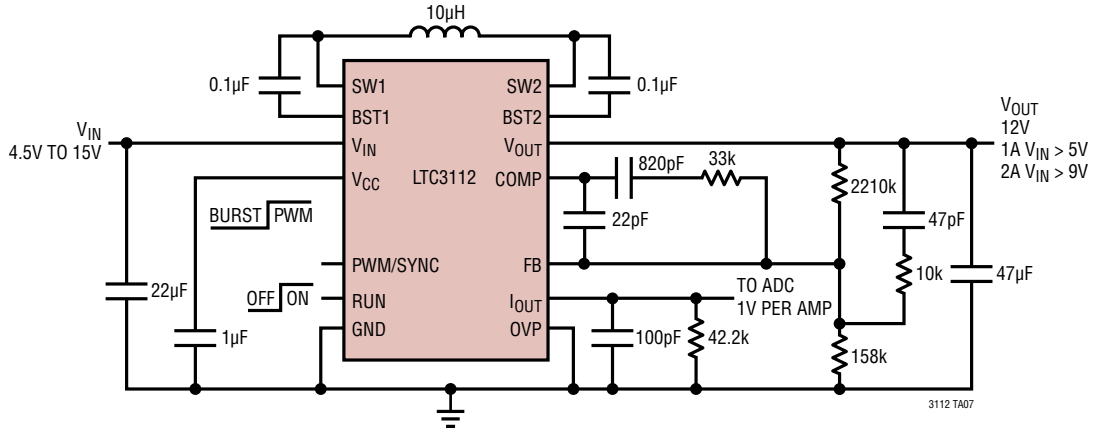 10µH
0.1µF
SW1
SW2
0.1µF
BST1
BST2
VIN
4.5V TO 15V
VIN
VOUT
VOUT
12V
1A VIN > 5V
2A VIN > 9V
VCC
LTC3112
COMP
820pF
33k
2210k
BURST PWM
22pF
47pF
PWM/SYNC
FB
10k
47µF
22µF
OFF ON
RUN
IOUT
TO ADC
1V PER AMP
1µF
GND
OVP
100pF
42.2k
158k
3112 TA07